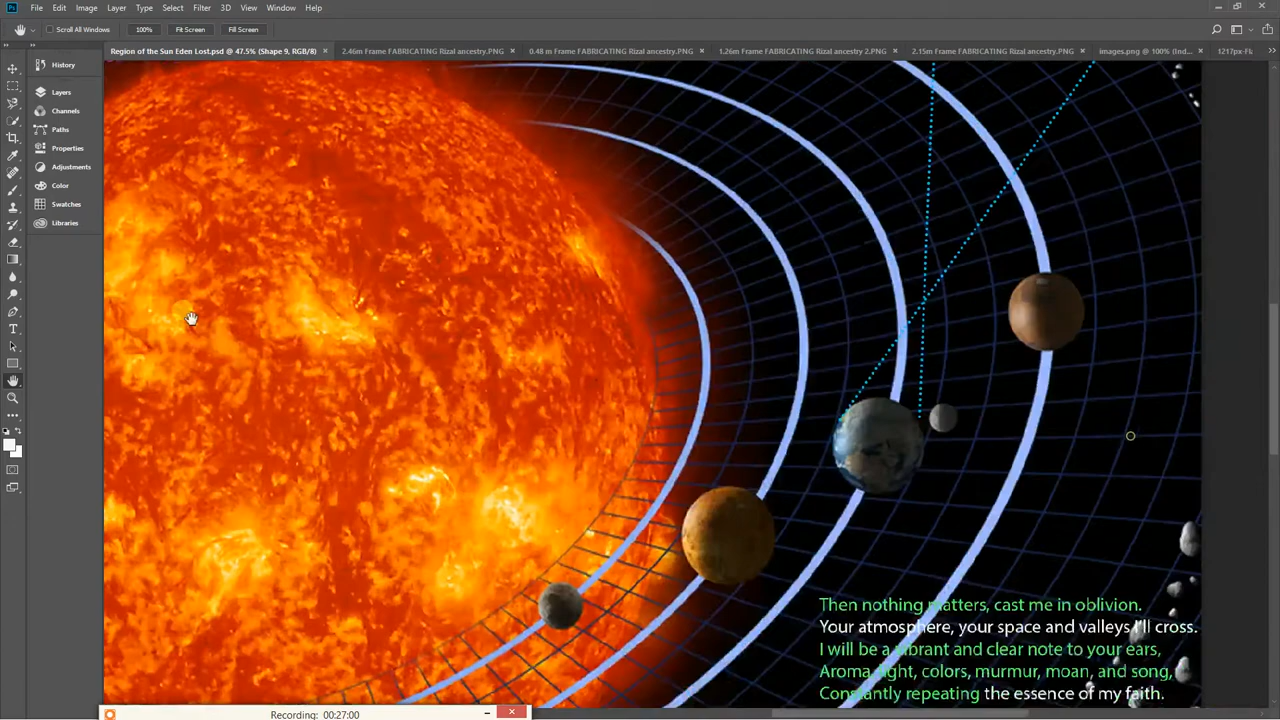 Ps File Edit Image Layer Type Select Filter 3D View Window Help
Scroll All Windows 100% Fit Screen Fill Screen
Region of the Sun Eden Lost.psd @ 47.5% (Shape 9, RGB/8) 2.46m Frame FABRICATING Rizal ancestry.PNG 0.48 m Frame FABRICATING Rizal ancestry.PNG 1.26m Frame FABRICATING Rizal ancestry 2.PNG 2.15m Frame FABRICATING Rizal ancestry.PNG images.png @ 100% (Ind...
History
Layers
Channels
Paths
Properties
Adjustments
Color
Swatches
Libraries
Then nothing matters, cast me in oblivion.
Your atmosphere, your space and valleys I'll cross.
I will be a vibrant and clear note to your ears,
Aroma, light, colors, murmur, moan, and song,
Constantly repeating the essence of my faith.
Recording: 00:27:00